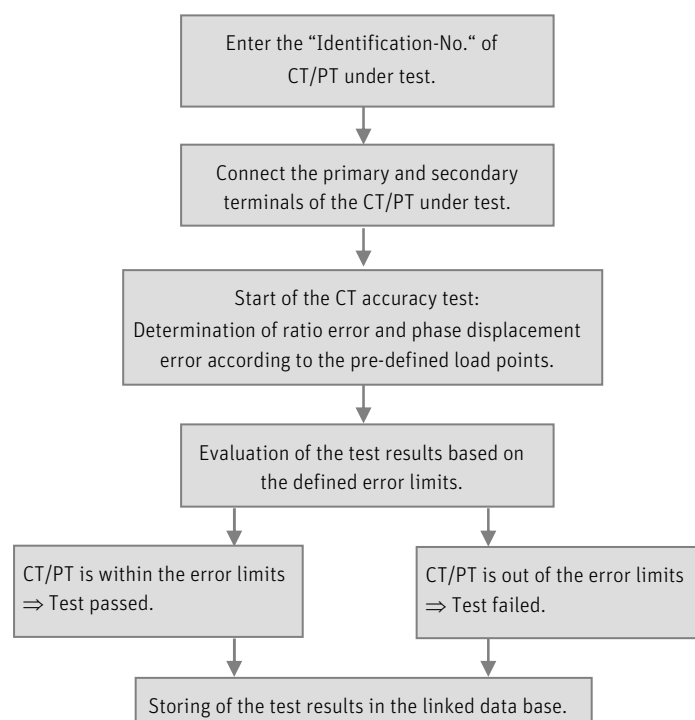 Enter the “Identification-No.“ of
CT/PT under test.
Connect the primary and secondary
terminals of the CT/PT under test.
Start of the CT accuracy test:
Determination of ratio error and phase displacement
error according to the pre-defined load points.
Evaluation of the test results based on
the defined error limits.
CT/PT is within the error limits
⇒ Test passed.
CT/PT is out of the error limits
⇒ Test failed.
Storing of the test results in the linked data base.